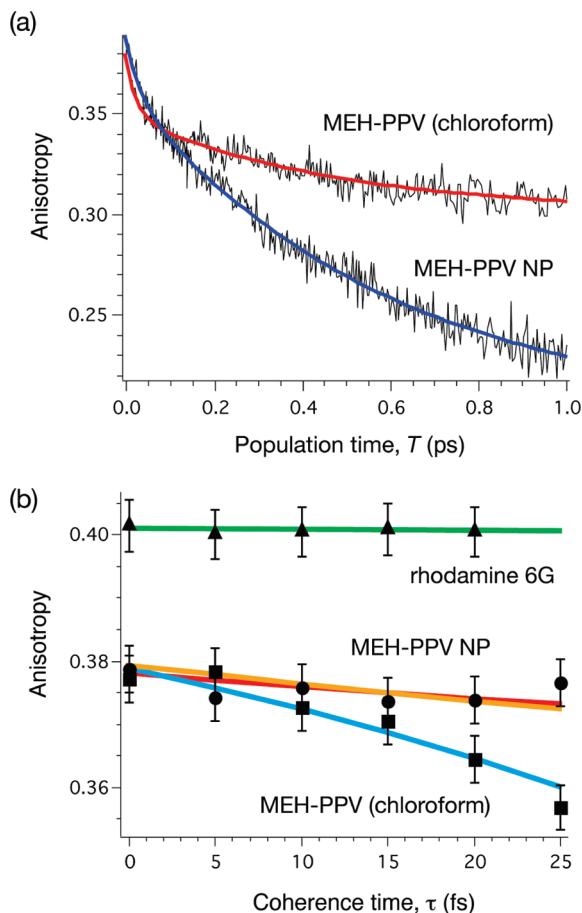 (a)
Anisotropy
0.35
0.30
0.25
MEH-PPV (chloroform)
MEH-PPV NP
0.0 0.2 0.4 0.6 0.8 1.0
Population time, T (ps)
(b)
Anisotropy
0.40
0.38
0.36
rhodamine 6G
MEH-PPV NP
MEH-PPV (chloroform)
0 5 10 15 20 25
Coherence time, τ (fs)